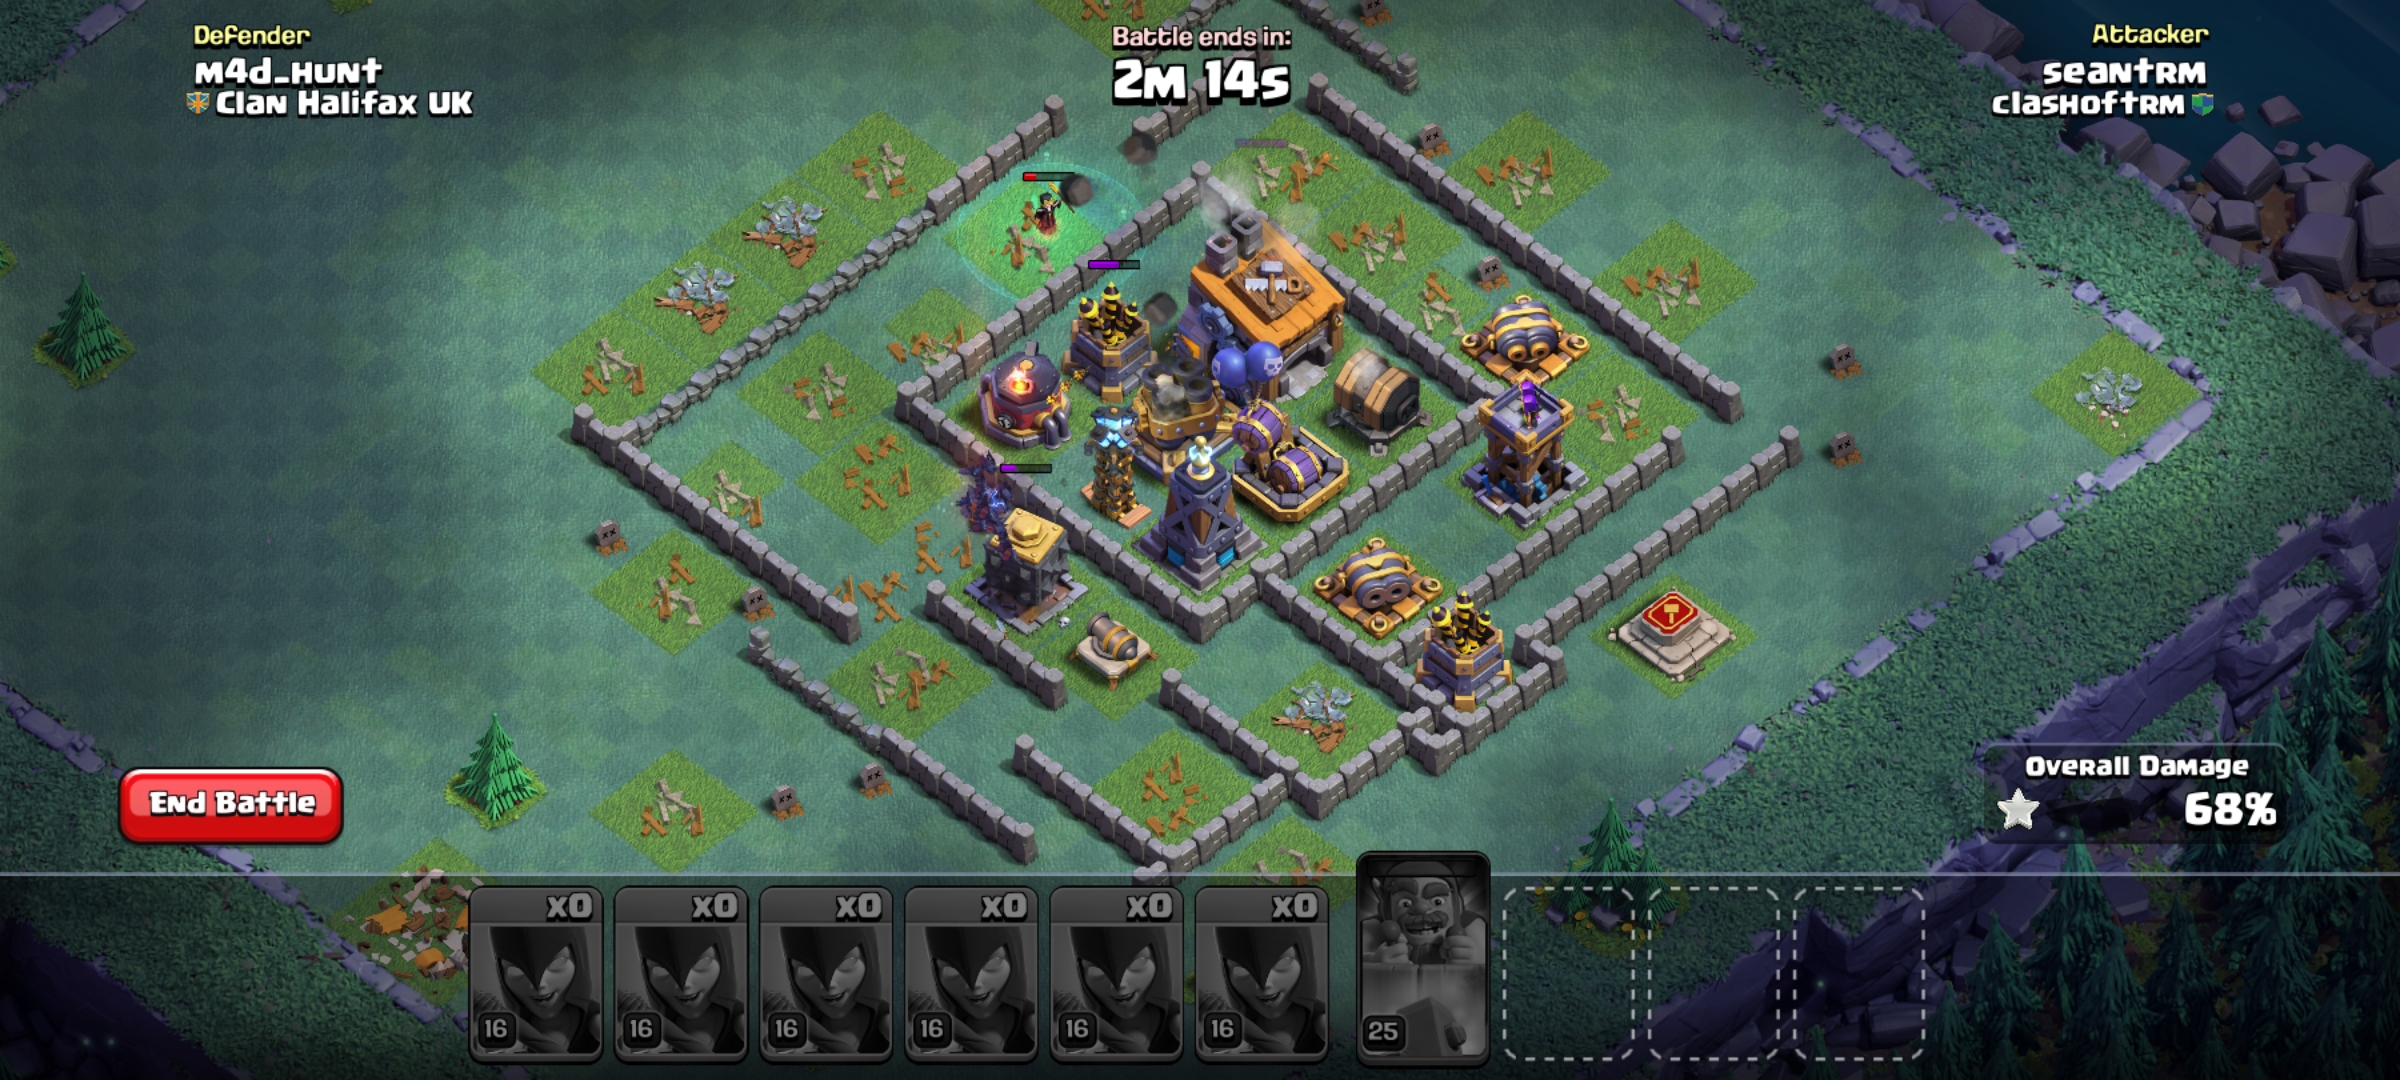 Defender
m4d_Hunt
Clan Halifax UK
Battle ends in:
2M 14s
Attacker
seantRM
clashoftRM
End Battle
Overall Damage
68%
x0
x0
x0
x0
x0
x0
16
16
16
16
16
16
25